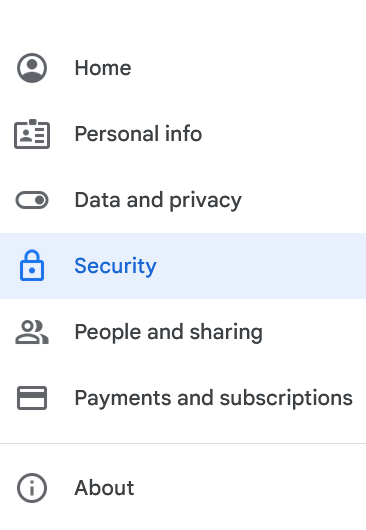 Home
Personal info
Data and privacy
Security
People and sharing
Payments and subscriptions
About